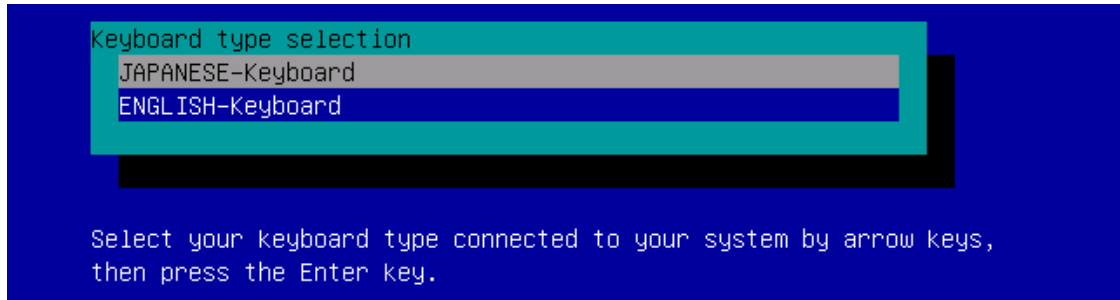 Keyboard type selection
JAPANESE-Keyboard
ENGLISH-Keyboard
Select your keyboard type connected to your system by arrow keys,
then press the Enter key.